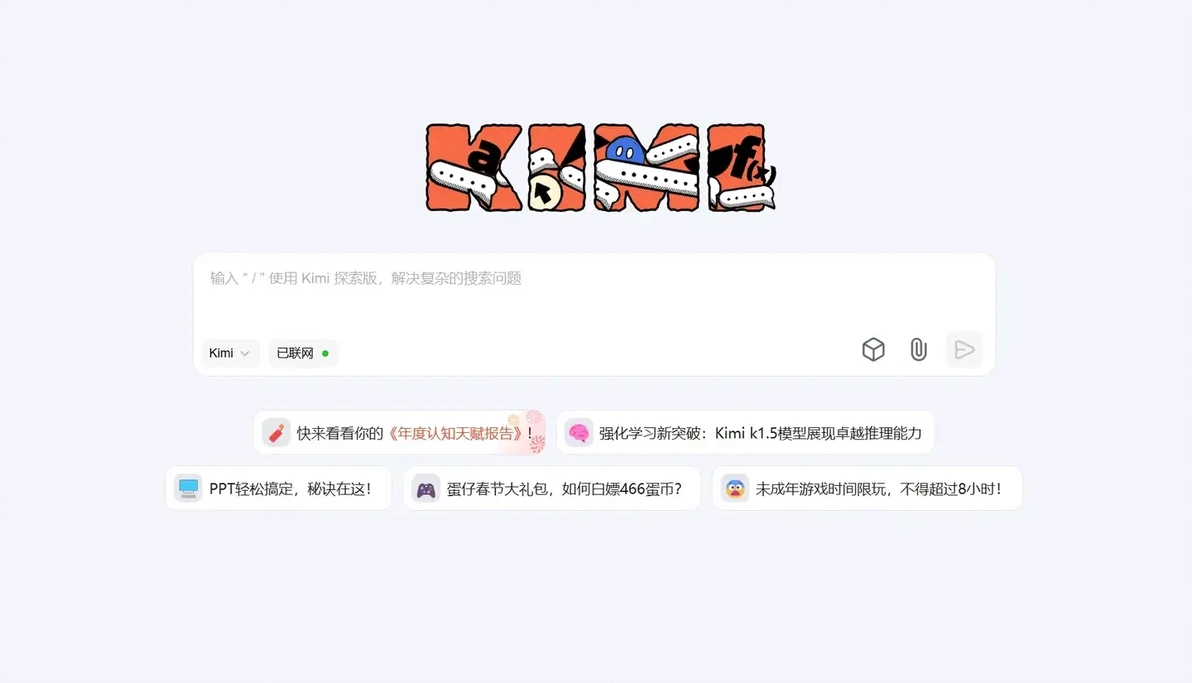 KIMI
a
f(x)
输入 “ / ” 使用 Kimi 探索版，解决复杂的搜索问题
Kimi
已联网
快来看看你的《年度认知天赋报告》！
强化学习新突破：Kimi k1.5模型展现卓越推理能力
PPT轻松搞定，秘诀在这！
蛋仔春节大礼包，如何白嫖466蛋币？
未成年游戏时间限玩，不得超过8小时！